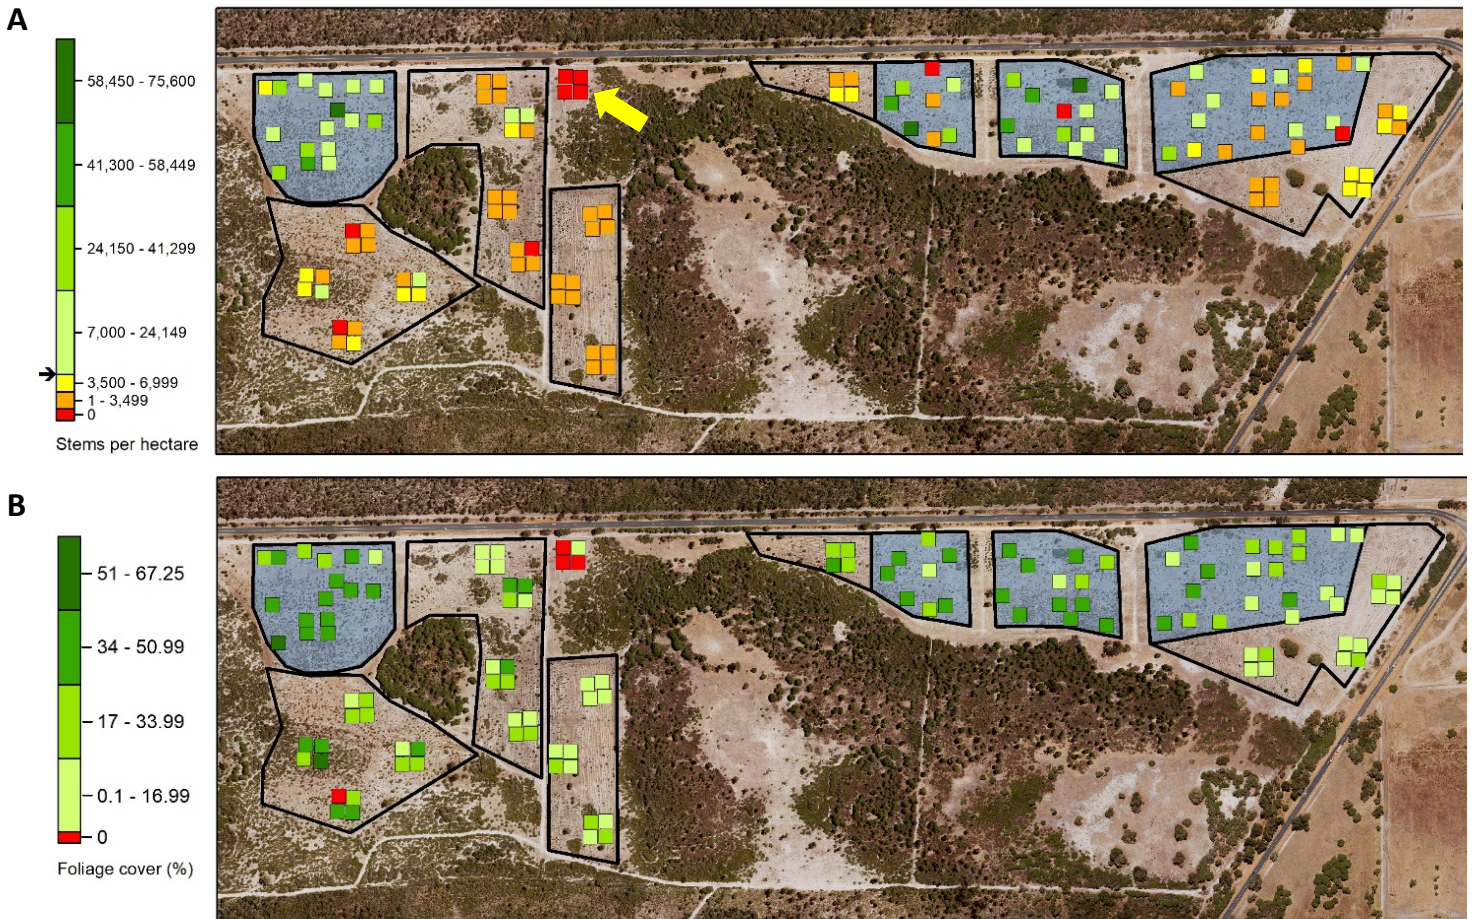 A
58,450 - 75,600
41,300 - 58,449
24,150 - 41,299
7,000 - 24,149
3,500 - 6,999
1 - 3,499
0
Stems per hectare
B
51 - 67.25
34 - 50.99
17 - 33.99
0.1 - 16.99
0
Foliage cover (%)